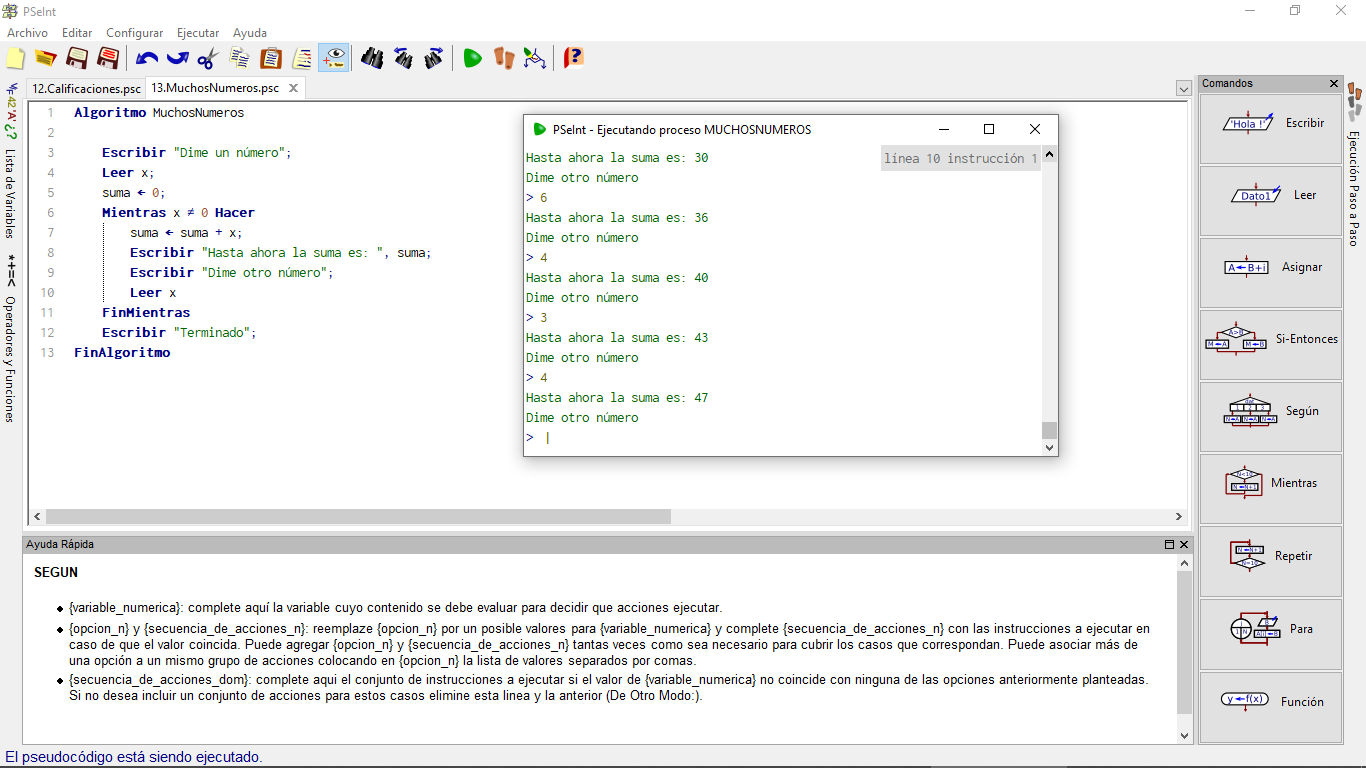 PSeInt
Archivo Editar Configurar Ejecutar Ayuda
12.Calificaciones.psc 13.MuchosNumeros.psc
Lista de Variables
Operadores y Funciones
1 Algoritmo MuchosNumeros
2
3 Escribir "Dime un número";
4 Leer x;
5 suma ← 0;
6 Mientras x ≠ 0 Hacer
7 suma ← suma + x;
8 Escribir "Hasta ahora la suma es: ", suma;
9 Escribir "Dime otro número";
10 Leer x
11 FinMientras
12 Escribir "Terminado";
13 FinAlgoritmo
PSeInt - Ejecutando proceso MUCHOSNUMEROS
línea 10 instrucción 1
Hasta ahora la suma es: 30
Dime otro número
> 6
Hasta ahora la suma es: 36
Dime otro número
> 4
Hasta ahora la suma es: 40
Dime otro número
> 3
Hasta ahora la suma es: 43
Dime otro número
> 4
Hasta ahora la suma es: 47
Dime otro número
>
Comandos
'Hola !' Escribir
Dato1 Leer
A←B+i Asignar
A>B M←A M←B Si-Entonces
Según
Mientras
Repetir
Para
y←f(x) Función
Ejecución Paso a Paso
Ayuda Rápida
SEGUN
{variable_numerica}: complete aquí la variable cuyo contenido se debe evaluar para decidir que acciones ejecutar.
{opcion_n} y {secuencia_de_acciones_n}: reemplaze {opcion_n} por un posible valores para {variable_numerica} y complete {secuencia_de_acciones_n} con las instrucciones a ejecutar en
caso de que el valor coincida. Puede agregar {opcion_n} y {secuencia_de_acciones_n} tantas veces como sea necesario para cubrir los casos que correspondan. Puede asociar más de
una opción a un mismo grupo de acciones colocando en {opcion_n} la lista de valores separados por comas.
{secuencia_de_acciones_dom}: complete aqui el conjunto de instrucciones a ejecutar si el valor de {variable_numerica} no coincide con ninguna de las opciones anteriormente planteadas.
Si no desea incluir un conjunto de acciones para estos casos elimine esta linea y la anterior (De Otro Modo:).
El pseudocódigo está siendo ejecutado.